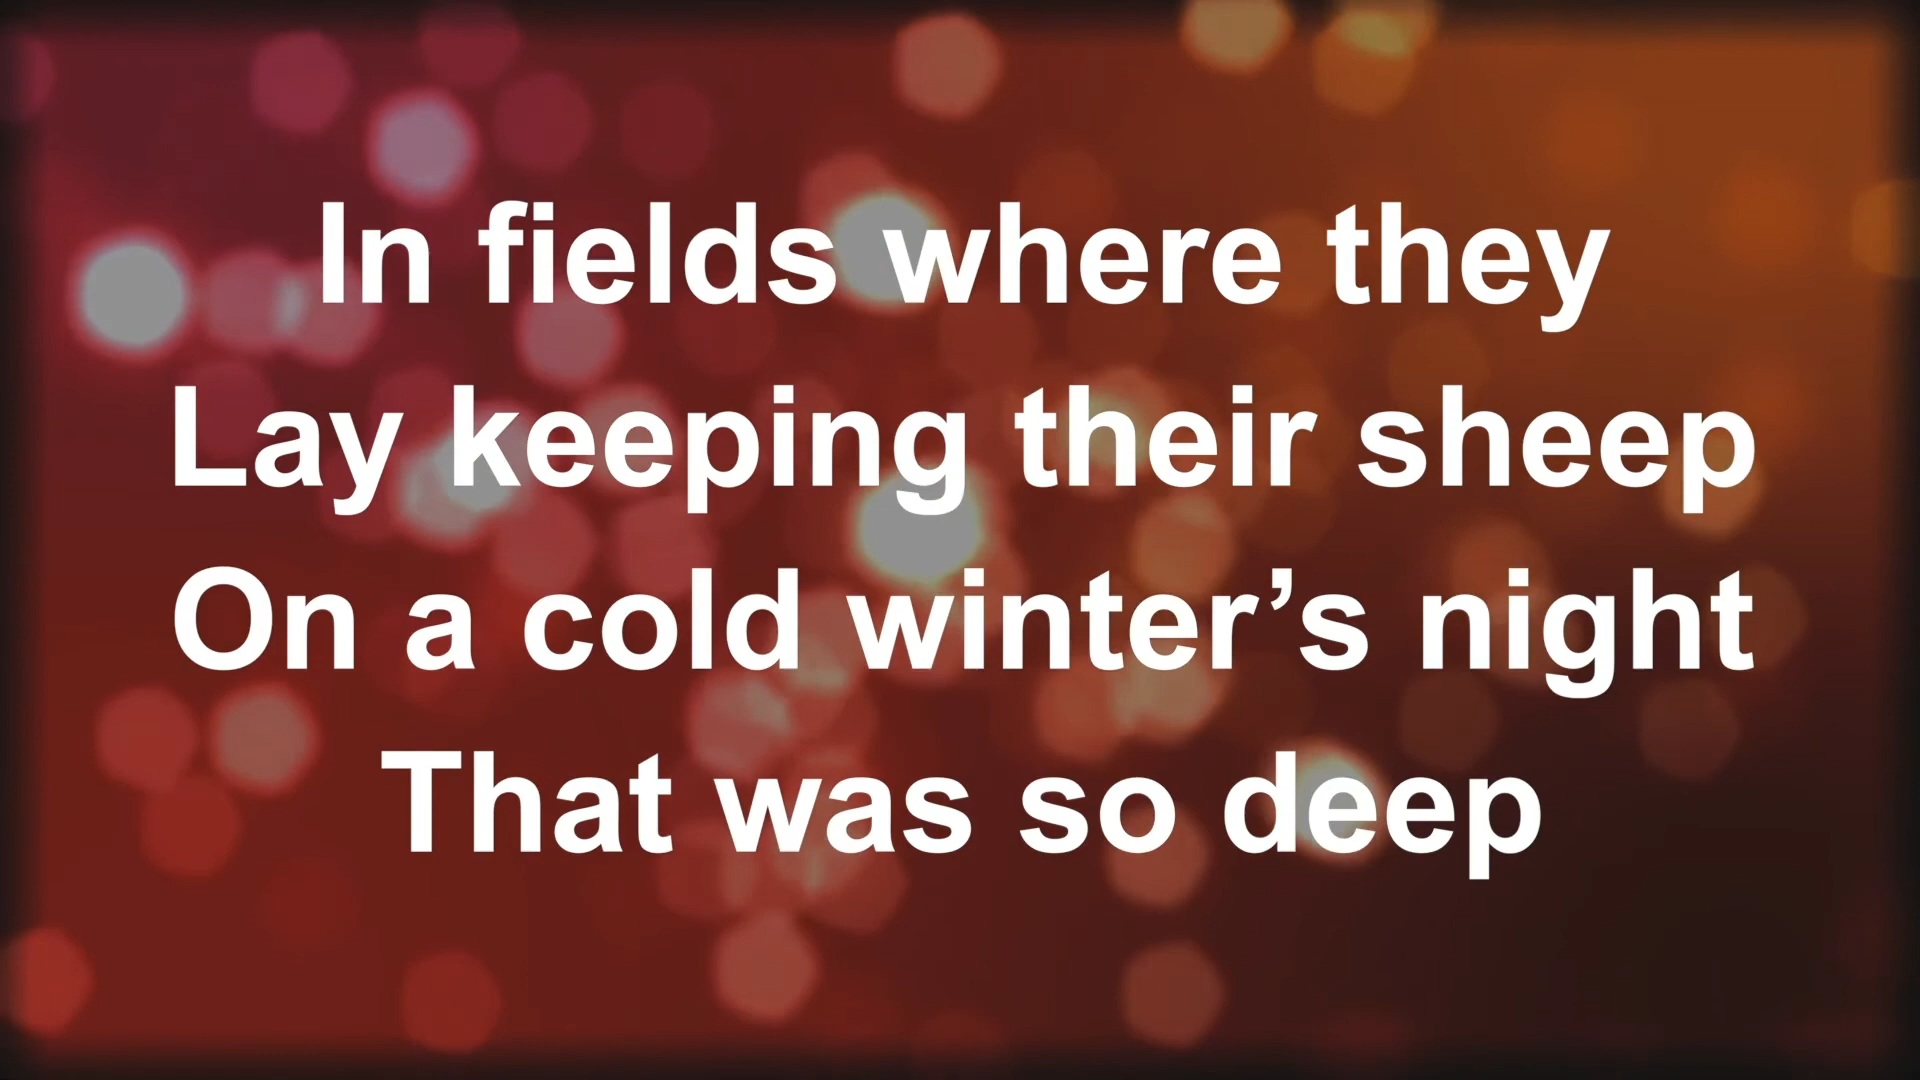 In fields where they
Lay keeping their sheep
On a cold winter’s night
That was so deep